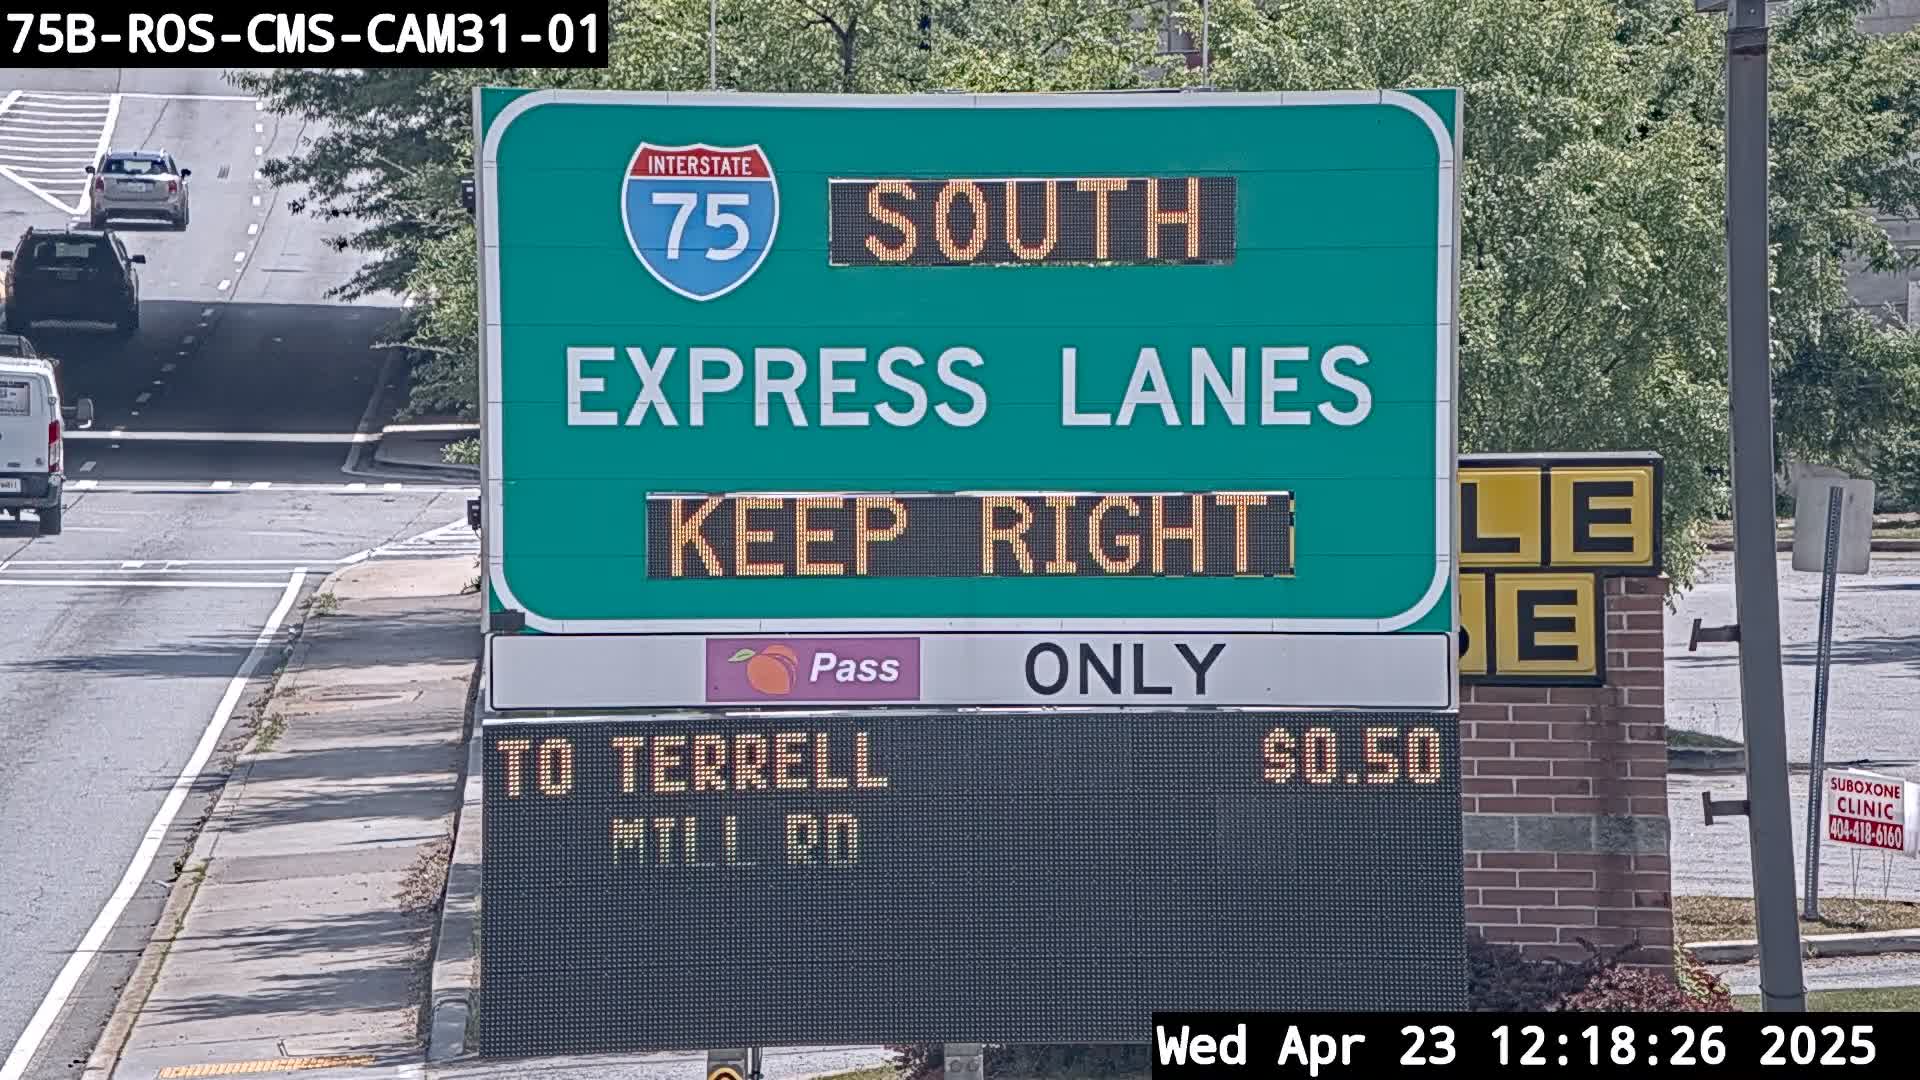 75B-ROS-CMS-CAM31-01
INTERSTATE
75
SOUTH
EXPRESS LANES
KEEP RIGHT
Pass ONLY
TO TERRELL $0.50
MILL RD
LE
E
SUBOXONE
CLINIC
404-418-6160
Wed Apr 23 12:18:26 2025